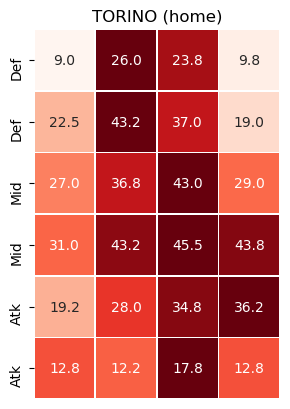 TORINO (home)
Def 9.0 26.0 23.8 9.8
Def 22.5 43.2 37.0 19.0
Mid 27.0 36.8 43.0 29.0
Mid 31.0 43.2 45.5 43.8
Atk 19.2 28.0 34.8 36.2
Atk 12.8 12.2 17.8 12.8